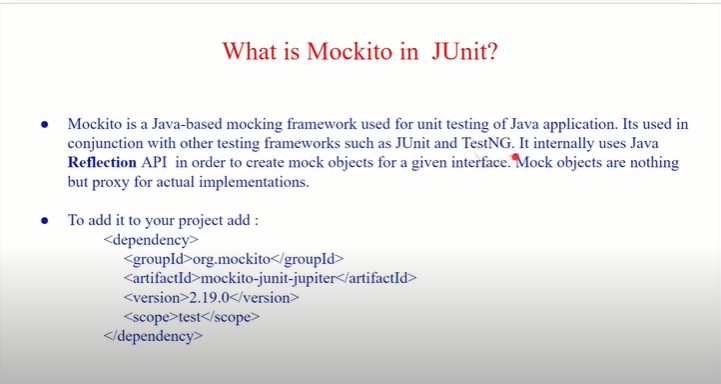 What is Mockito in JUnit?
Mockito is a Java-based mocking framework used for unit testing of Java application. Its used in
conjunction with other testing frameworks such as JUnit and TestNG. It internally uses Java
Reflection API in order to create mock objects for a given interface. Mock objects are nothing
but proxy for actual implementations.
To add it to your project add :
<dependency>
<groupId>org.mockito</groupId>
<artifactId>mockito-junit-jupiter</artifactId>
<version>2.19.0</version>
<scope>test</scope>
</dependency>